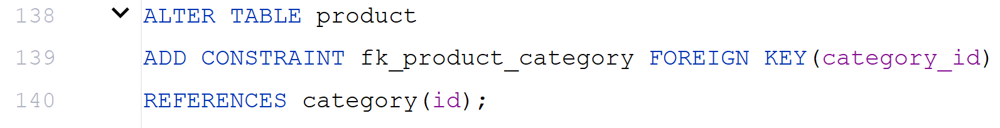 138 ALTER TABLE product
139 ADD CONSTRAINT fk_product_category FOREIGN KEY(category_id)
140 REFERENCES category(id);